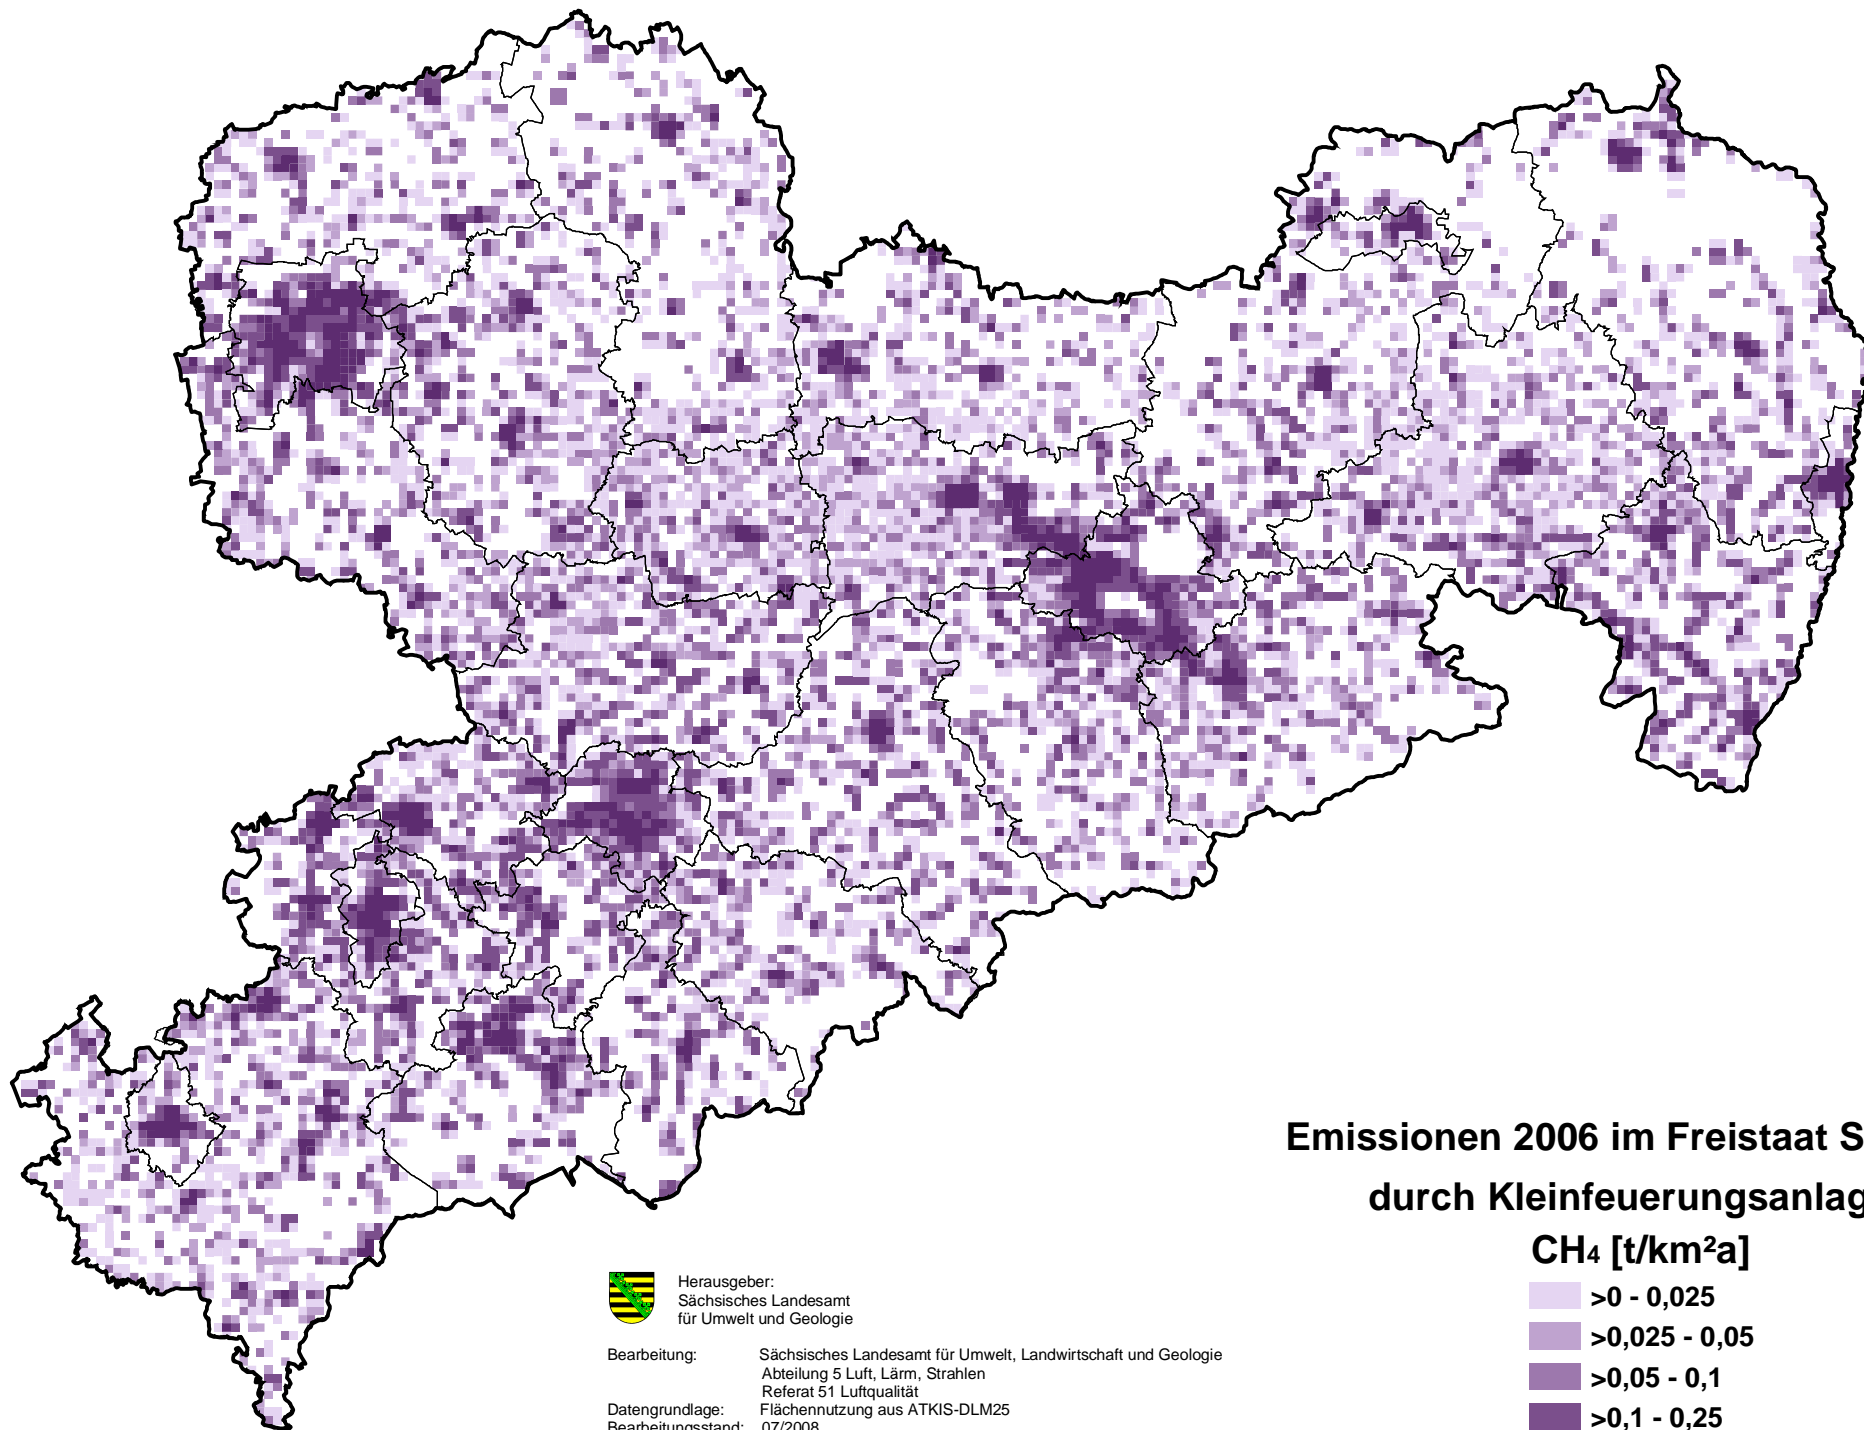 Emissionen 2006 im Freistaat S
durch Kleinfeuerungsanlag
CH₄ [t/km²a]
>0 - 0,025
>0,025 - 0,05
>0,05 - 0,1
>0,1 - 0,25
Herausgeber:
Sächsisches Landesamt
für Umwelt und Geologie
Bearbeitung: Sächsisches Landesamt für Umwelt, Landwirtschaft und Geologie
Abteilung 5 Luft, Lärm, Strahlen
Referat 51 Luftqualität
Datengrundlage: Flächennutzung aus ATKIS-DLM25
Bearbeitungsstand: 07/2008